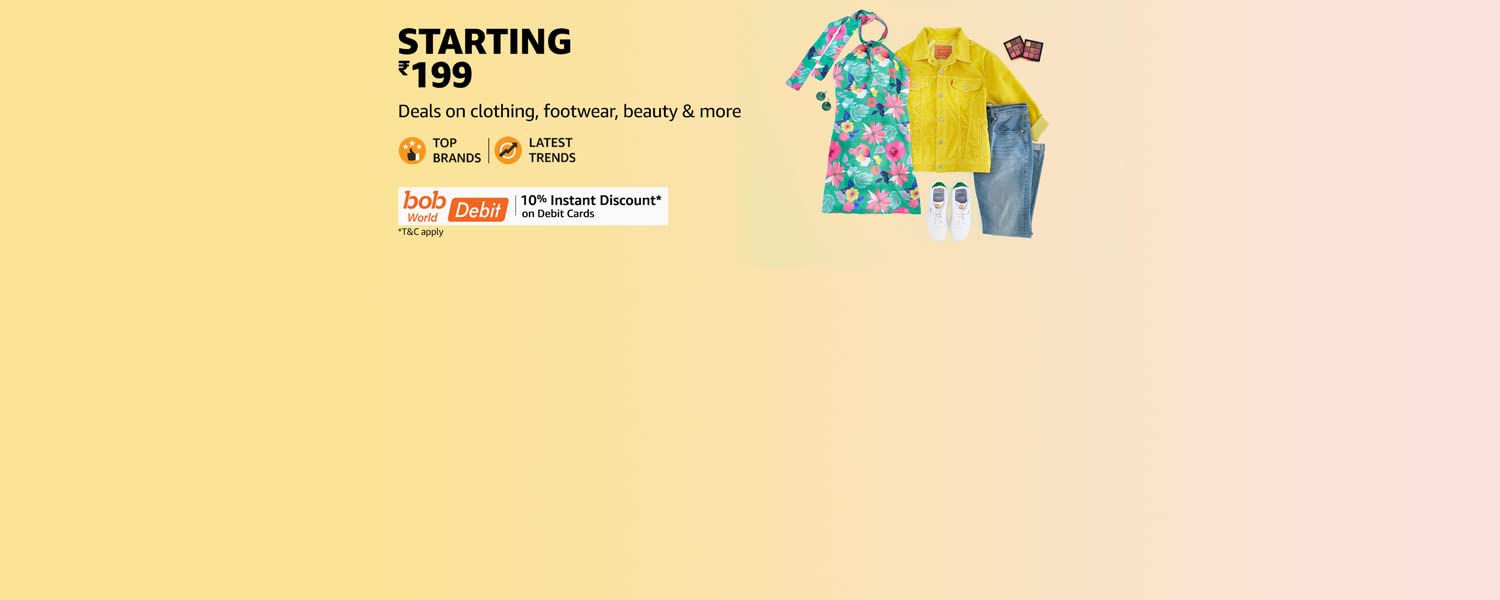 STARTING
₹199
Deals on clothing, footwear, beauty & more
TOP
BRANDS
LATEST
TRENDS
bob
World
Debit
10% Instant Discount*
on Debit Cards
*T&C apply